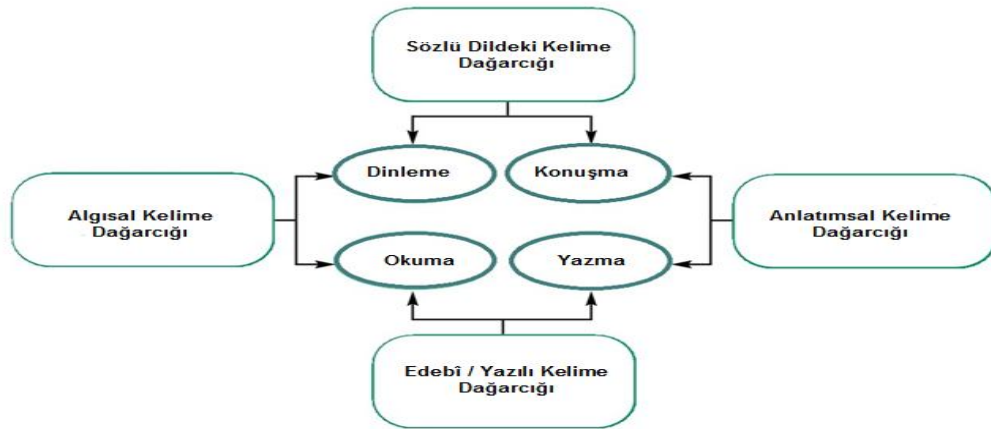 Sözlü Dildeki Kelime
Dağarcığı
Dinleme
Konuşma
Algısal Kelime
Dağarcığı
Anlatımsal Kelime
Dağarcığı
Okuma
Yazma
Edebî / Yazılı Kelime
Dağarcığı